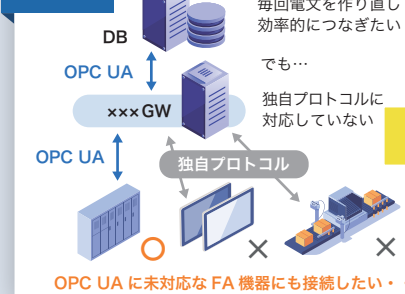 毎回電文を作り直し
効率的につなぎたい
DB
でも…
OPC UA
独自プロトコルに
対応していない
×××GW
OPC UA
独自プロトコル
OPC UA に未対応な FA 機器にも接続したい・